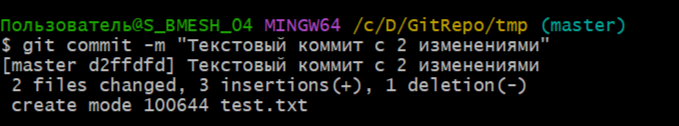 Пользователь@S_BMESH_04 MINGW64 /c/D/GitRepo/tmp (master)
$ git commit -m "Текстовый коммит с 2 изменениями"
[master d2ffdfd] Текстовый коммит с 2 изменениями
 2 files changed, 3 insertions(+), 1 deletion(-)
 create mode 100644 test.txt